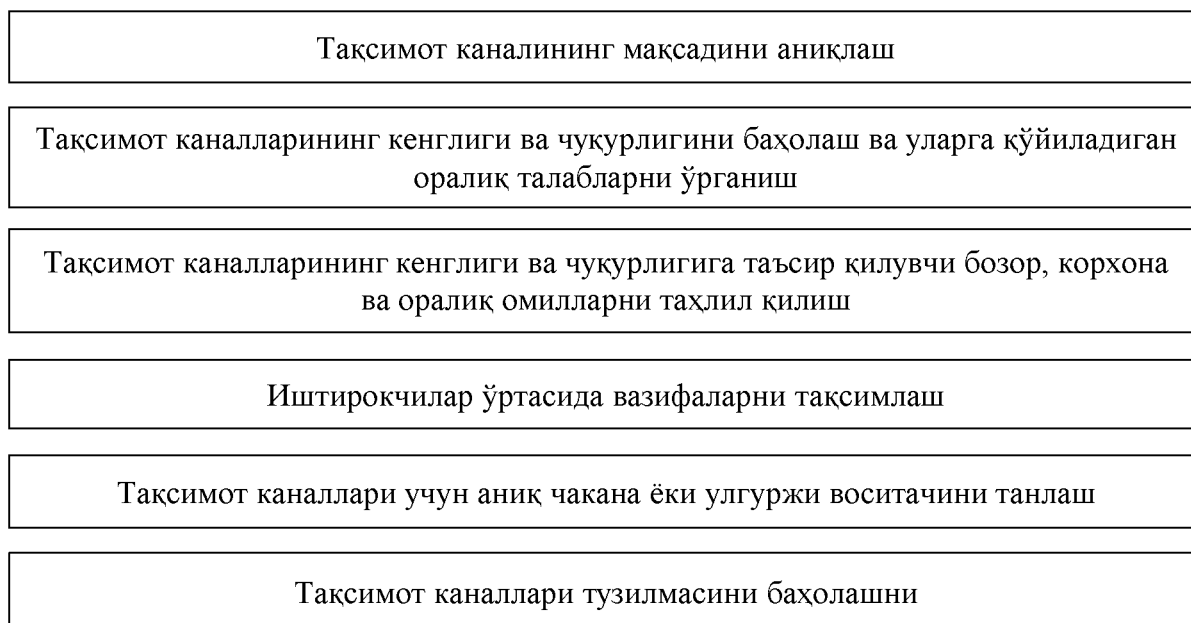 Тақсимот каналининг мақсадини аниқлаш
Тақсимот каналларининг кенглиги ва чуқурлигини баҳолаш ва уларга қўйиладиган
оралиқ талабларни ўрганиш
Тақсимот каналларининг кенглиги ва чуқурлигига таъсир қилувчи бозор, корхона
ва оралиқ омилларни таҳлил қилиш
Иштирокчилар ўртасида вазифаларни тақсимлаш
Тақсимот каналлари учун аниқ чакана ёки улгуржи воситачини танлаш
Тақсимот каналлари тузилмасини баҳолашни